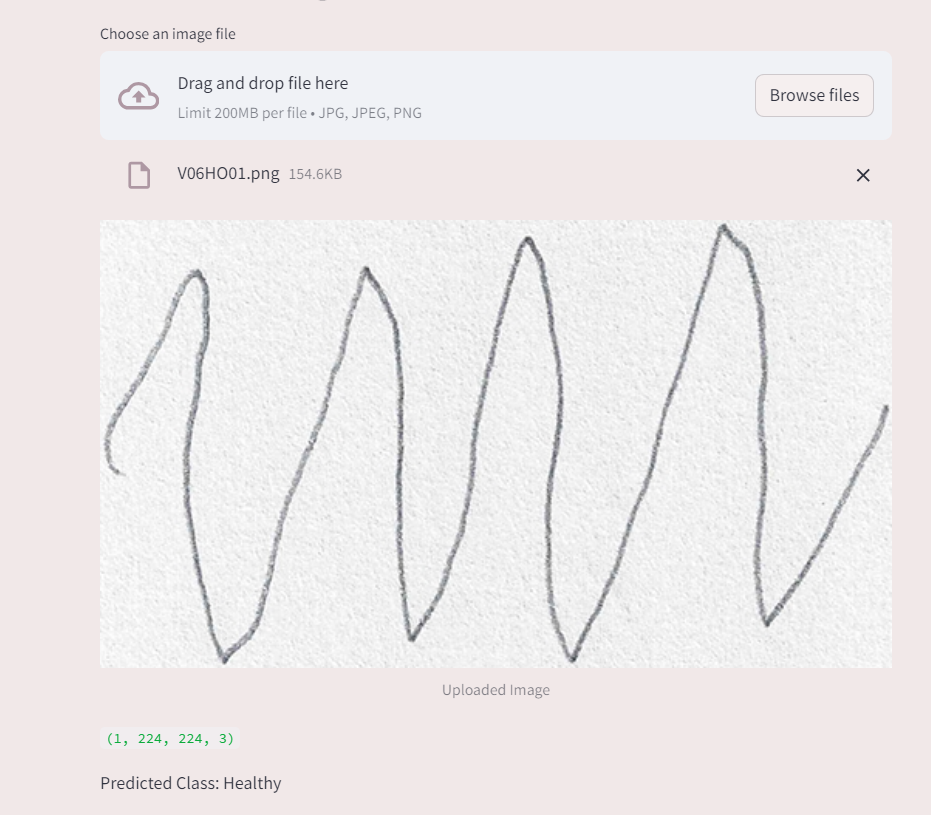 Choose an image file
Drag and drop file here
Limit 200MB per file • JPG, JPEG, PNG
Browse files
V06HO01.png 154.6KB
Uploaded Image
(1, 224, 224, 3)
Predicted Class: Healthy